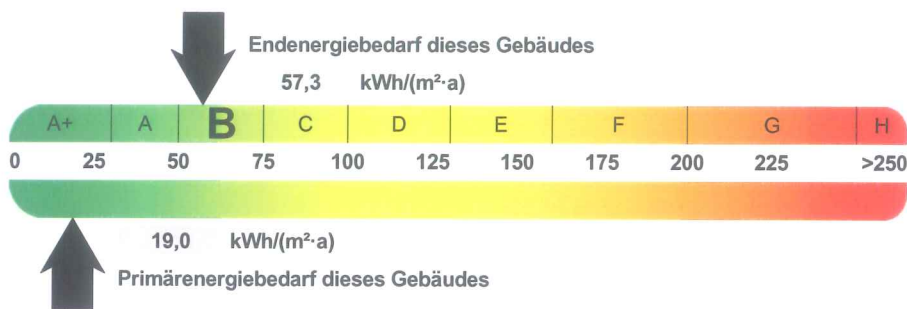 Endenergiebedarf dieses Gebäudes
57,3 kWh/(m²·a)
A+ A B C D E F G H
0 25 50 75 100 125 150 175 200 225 >250
19,0 kWh/(m²·a)
Primärenergiebedarf dieses Gebäudes